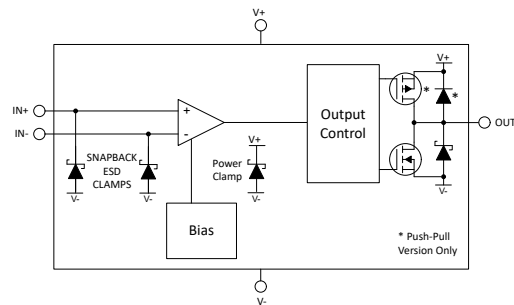 V+
IN+
IN-
+
-
SNAPBACK
ESD
CLAMPS
V-
V-
Bias
V+
Power
Clamp
V-
Output
Control
V+
*
*
OUT
V-
* Push-Pull
Version Only
V-